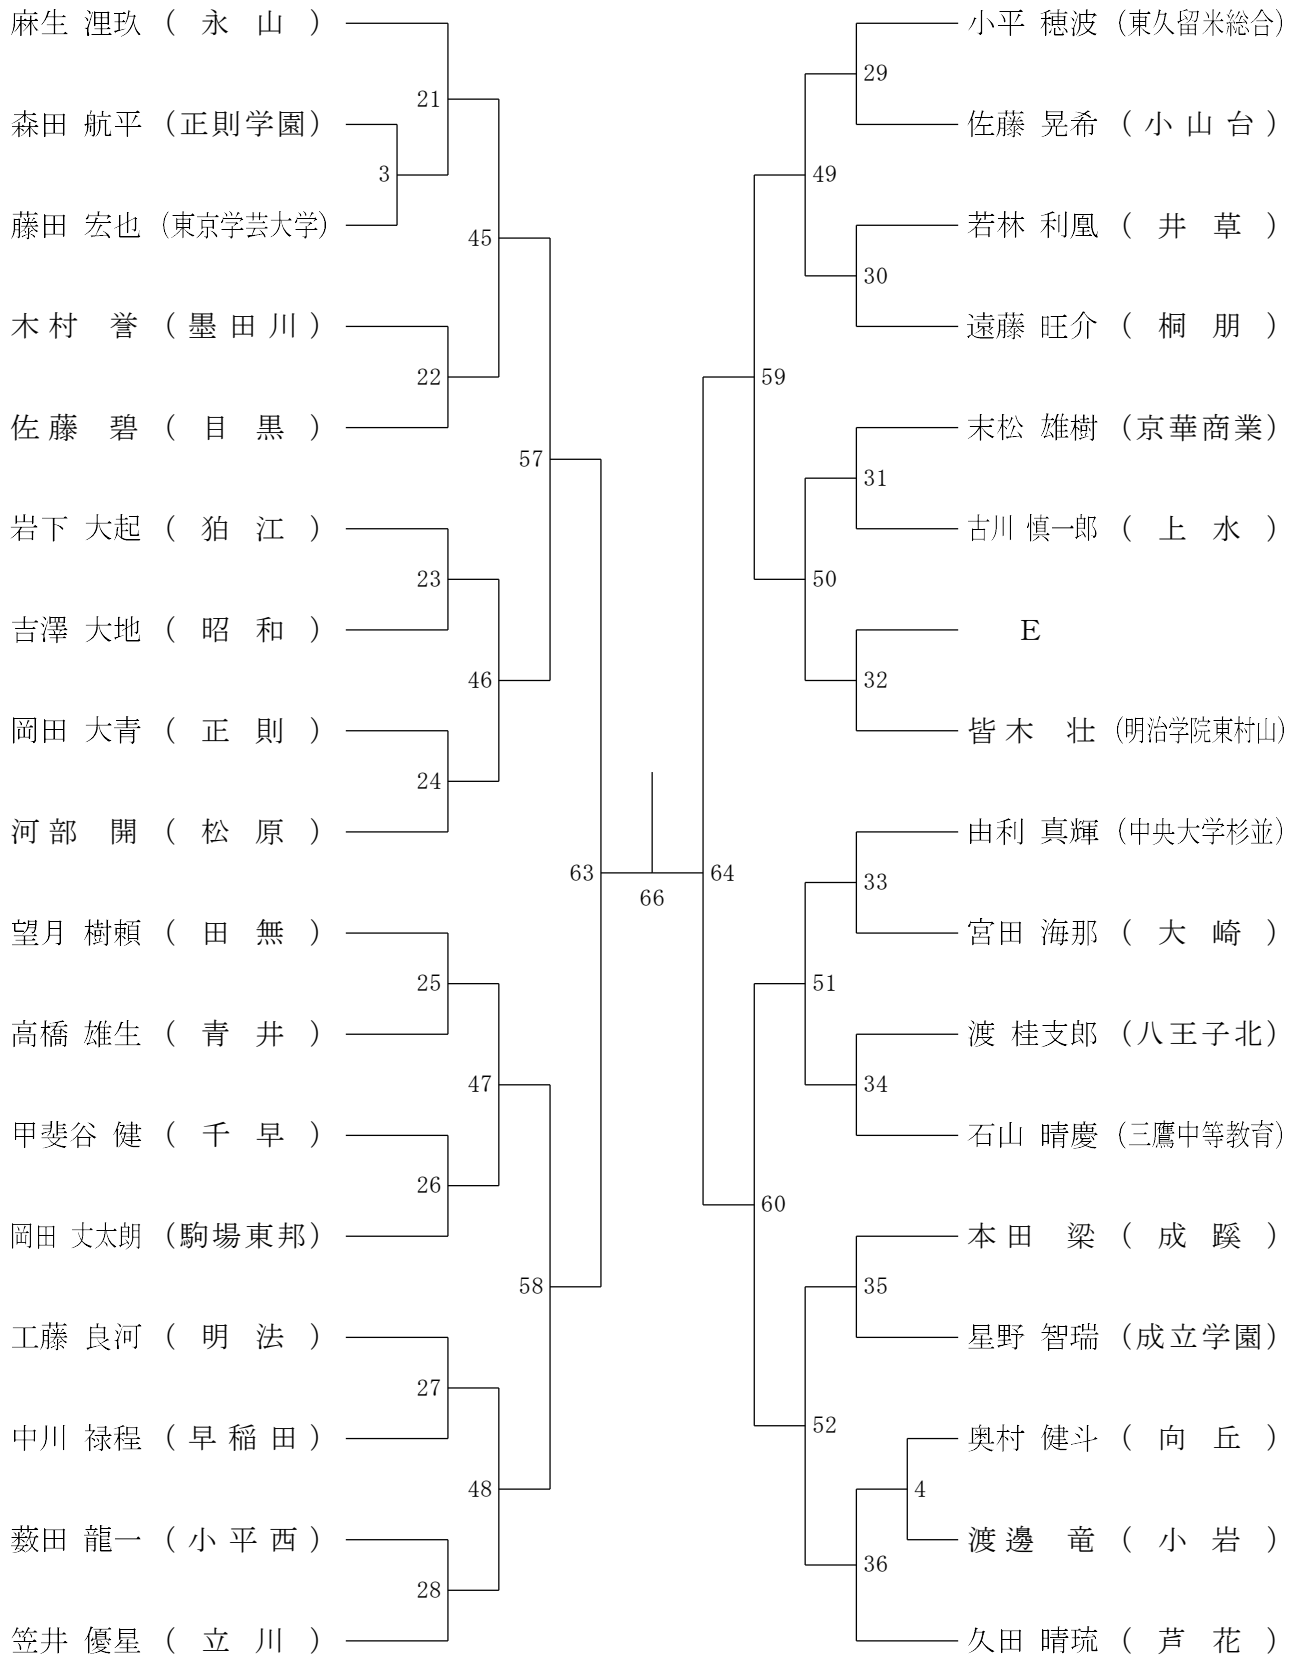 麻生 浬玖 (永山)
21
森田 航平 (正則学園)
3
藤田 宏也 (東京学芸大学)
45
木村 誉 (墨田川)
22
佐藤 碧 (目黒)
57
岩下 大起 (狛江)
23
吉澤 大地 (昭和)
46
岡田 大青 (正則)
24
河部 開 (松原)
63
66
望月 樹頼 (田無)
25
高橋 雄生 (青井)
47
甲斐谷 健 (千早)
26
岡田 丈太朗 (駒場東邦)
58
工藤 良河 (明法)
27
中川 禄程 (早稲田)
48
薮田 龍一 (小平西)
28
笠井 優星 (立川)
小平 穂波 (東久留米総合)
29
佐藤 晃希 (小山台)
49
若林 利凰 (井草)
30
遠藤 旺介 (桐朋)
59
末松 雄樹 (京華商業)
31
古川 慎一郎 (上水)
50
E
32
皆木 壮 (明治学院東村山)
由利 真輝 (中央大学杉並)
64
33
宮田 海那 (大崎)
51
渡 桂支郎 (八王子北)
34
石山 晴慶 (三鷹中等教育)
60
本田 梁 (成蹊)
35
星野 智瑞 (成立学園)
52
奥村 健斗 (向丘)
4
渡邊 竜 (小岩)
36
久田 晴琉 (芦花)